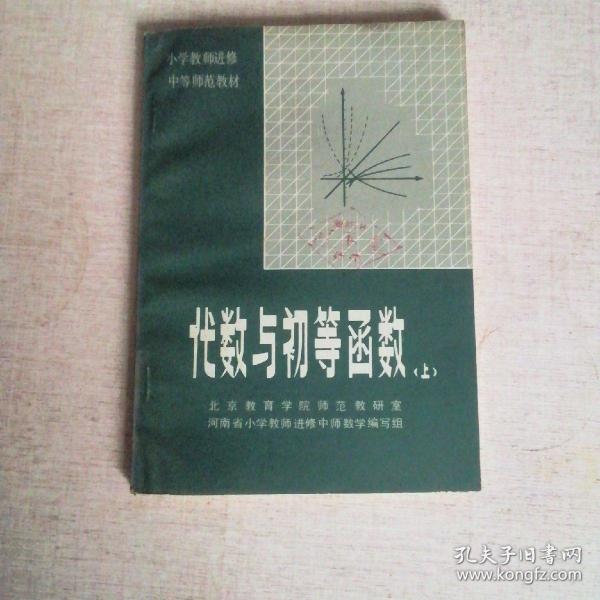 小学教师进修
中等师范教材
代数与初等函数(上)
北京教育学院师范教研室
河南省小学教师进修中师数学编写组
孔夫子旧书网
www.kongfz.com